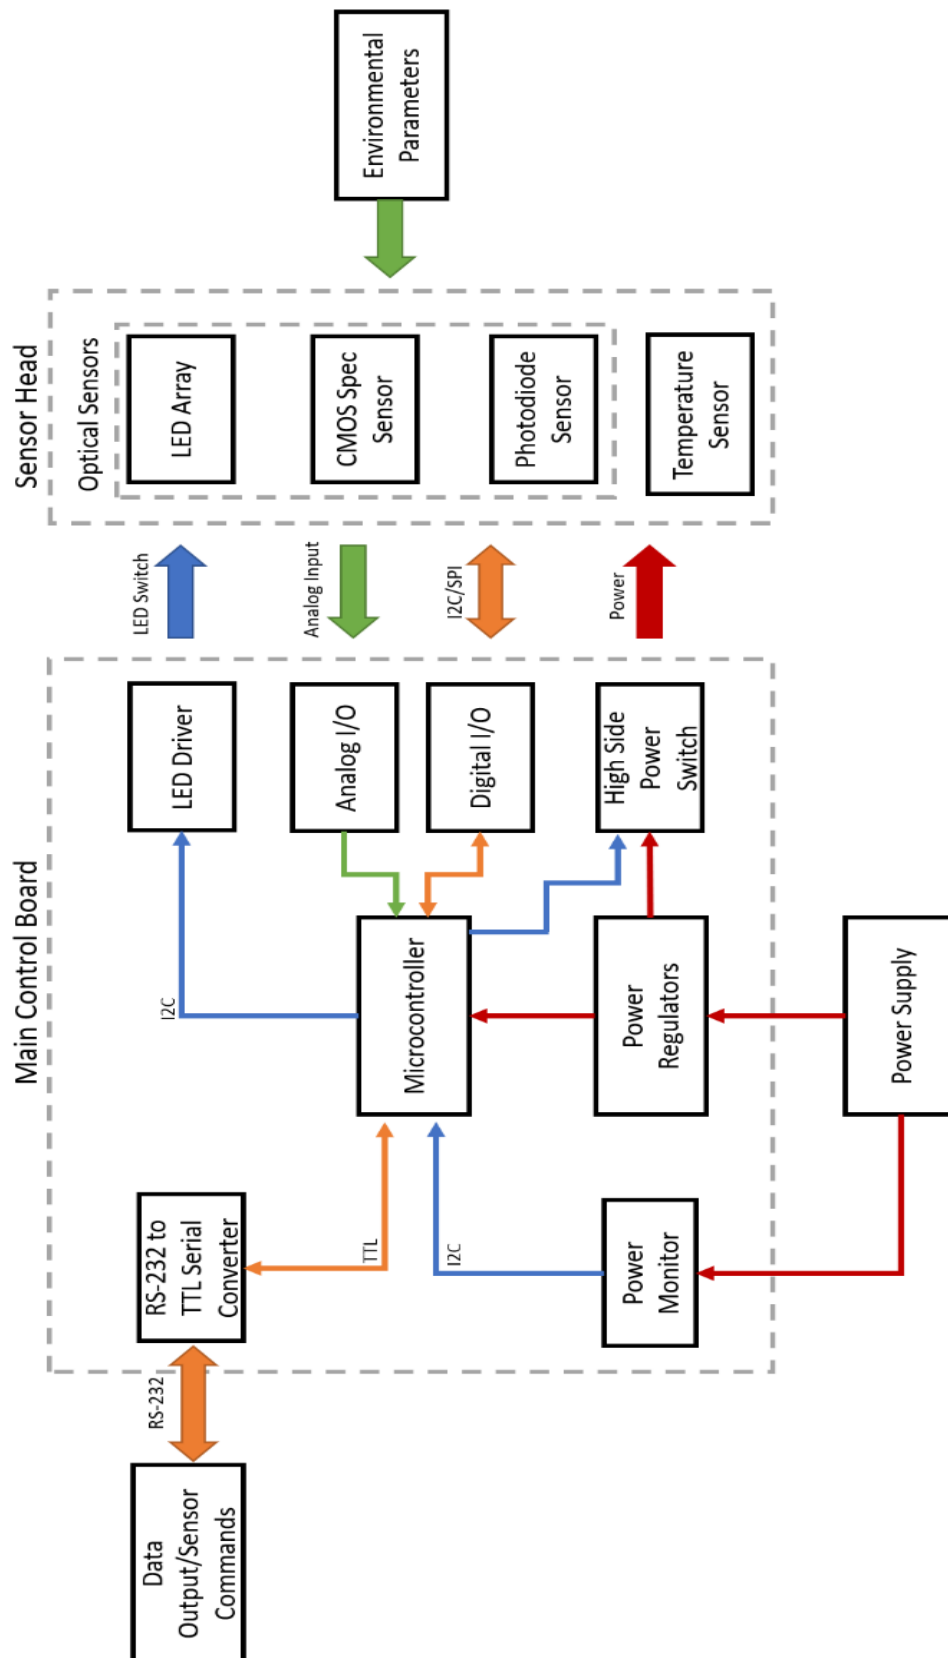 Main Control Board
Sensor Head
Optical Sensors
Data
Output/Sensor
Commands
RS-232
RS-232 to
TTL Serial
Converter
TTL
I2C
I2C
LED Driver
LED Switch
LED Array
Microcontroller
Analog I/O
Analog Input
CMOS Spec
Sensor
Environmental
Parameters
Digital I/O
I2C/SPI
Photodiode
Sensor
Power
Monitor
Power
Regulators
High Side
Power
Switch
Power
Temperature
Sensor
Power Supply